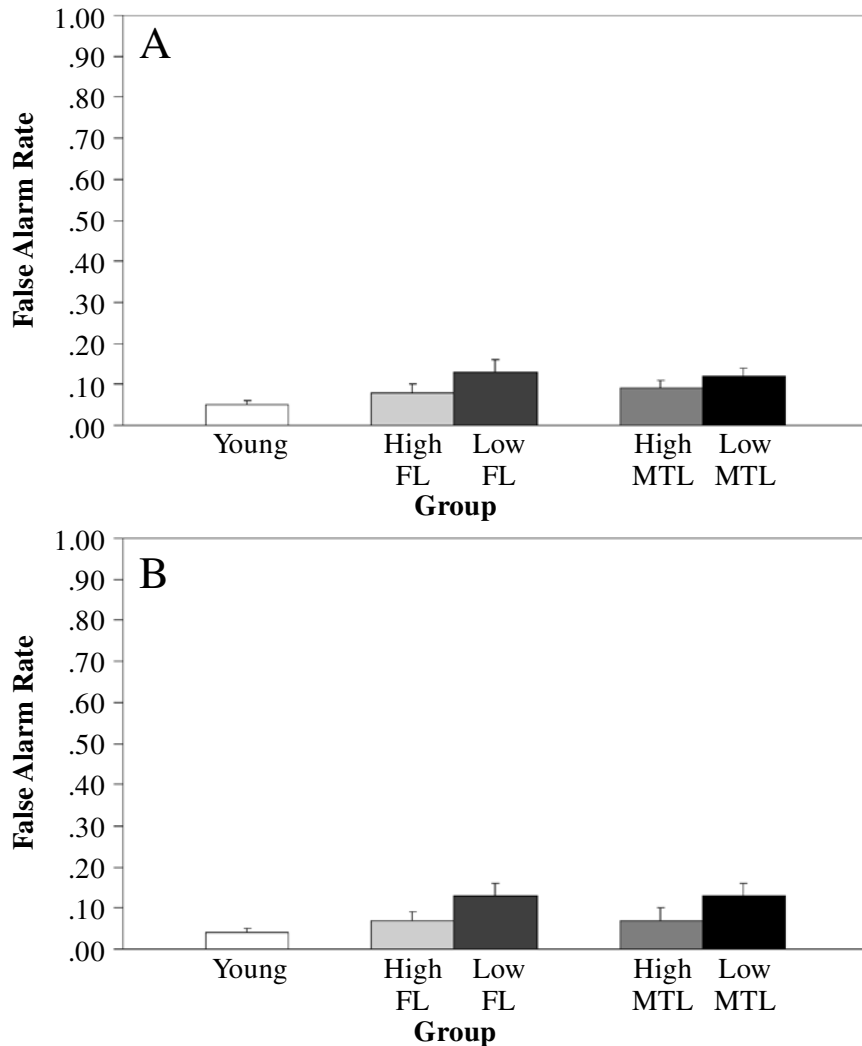 A
1.00
.90
.80
.70
.60
.50
.40
.30
.20
.10
.00
False Alarm Rate
Young High Low High Low
FL FL MTL MTL
Group
B
1.00
.90
.80
.70
.60
.50
.40
.30
.20
.10
.00
False Alarm Rate
Young High Low High Low
FL FL MTL MTL
Group